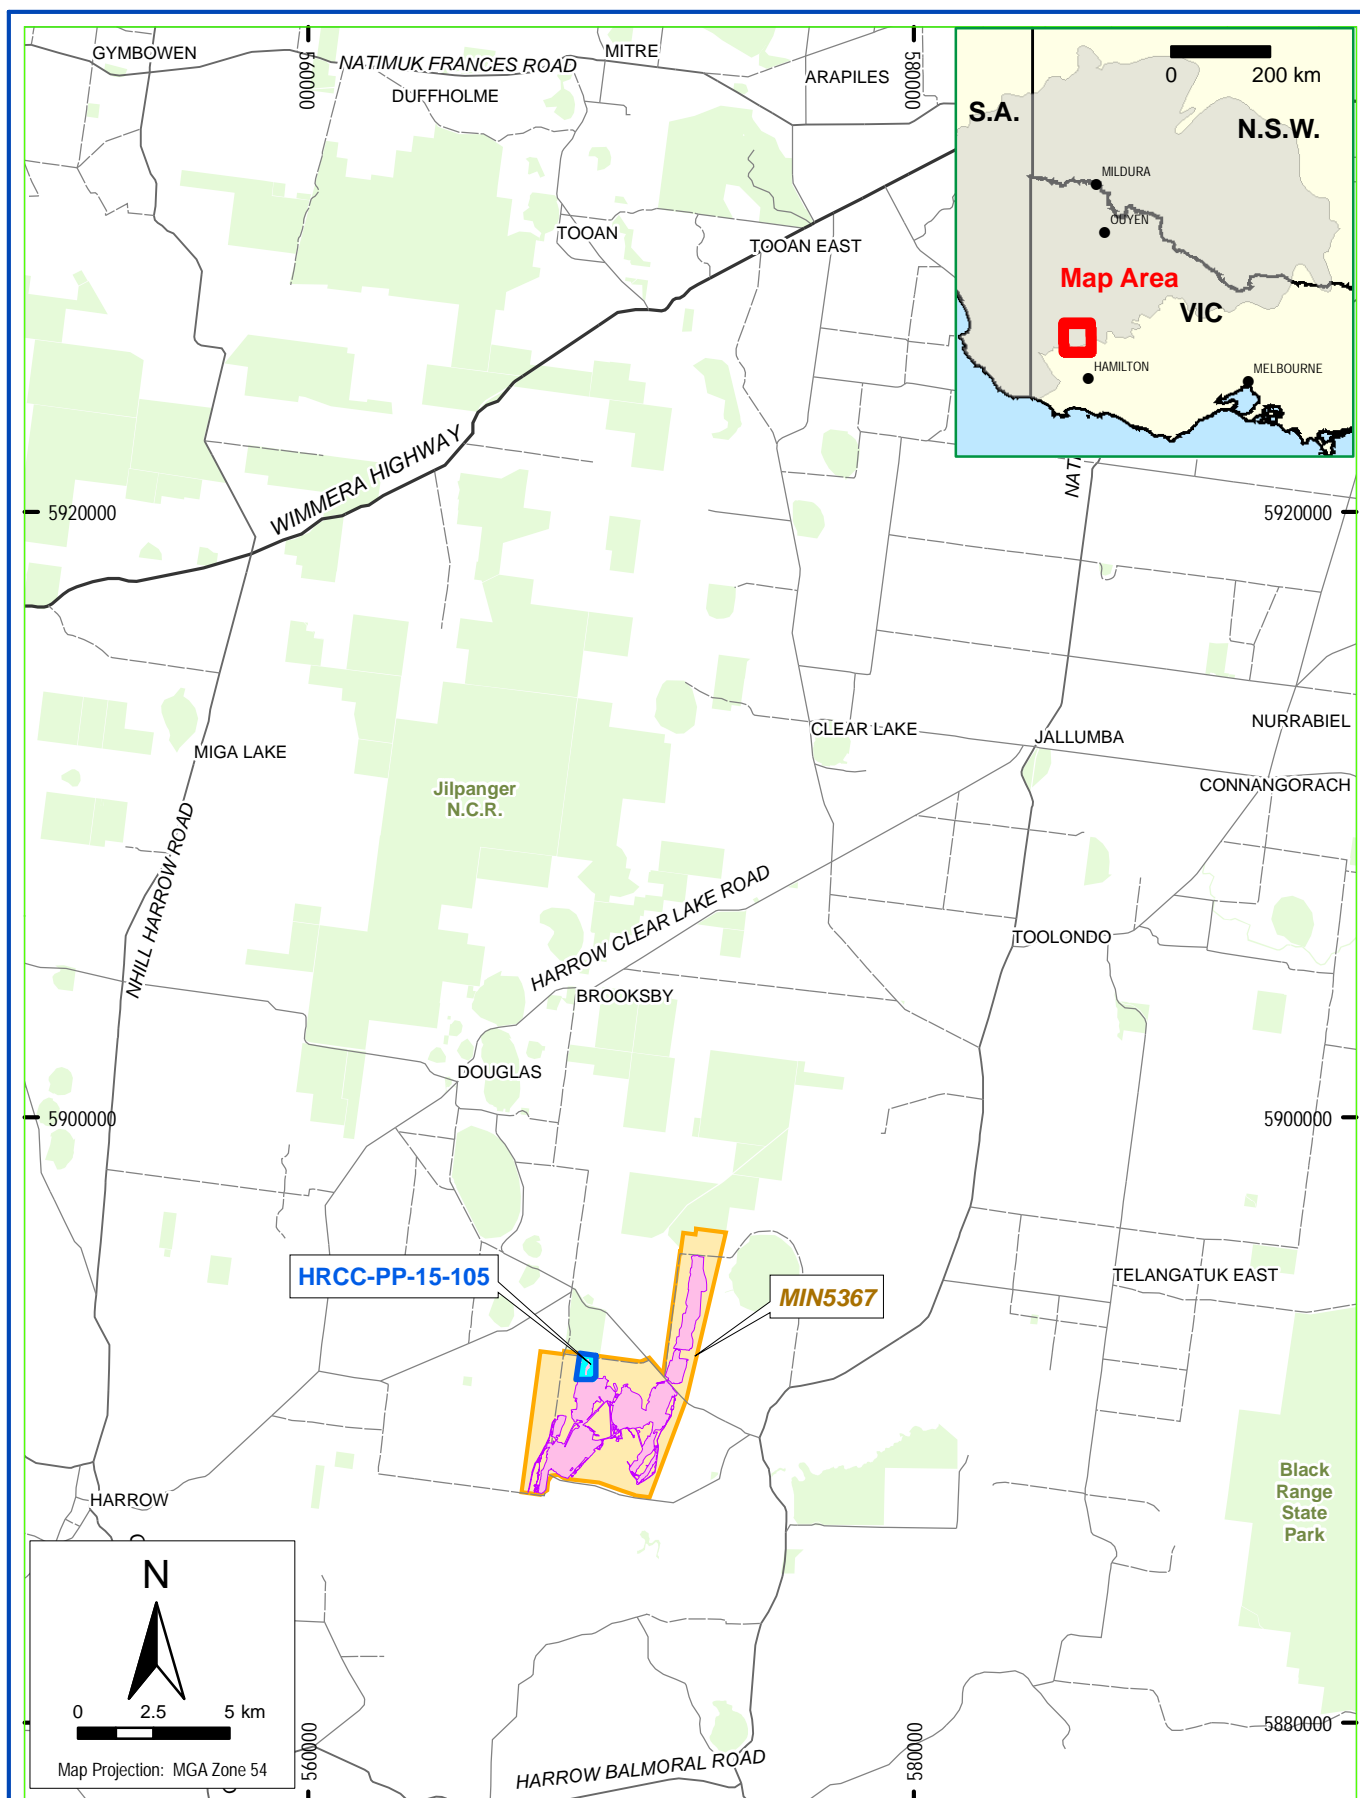 GYMBOWEN
NATIMUK FRANCES ROAD
MITRE
DUFFHOLME
ARAPILES
560000
580000
0
200 km
S.A.
N.S.W.
MILDURA
OUYEN
Map Area
VIC
HAMILTON
MELBOURNE
TOOAN
TOOAN EAST
WIMMERA HIGHWAY
5920000
5920000
MIGA LAKE
CLEAR LAKE
JALLUMBA
NURRABIEL
CONNANGORACH
Jilpanger
N.C.R.
NHILL HARROW ROAD
HARROW CLEAR LAKE ROAD
TOOLONDO
BROOKSBY
DOUGLAS
5900000
5900000
HRCC-PP-15-105
MIN5367
TELANGATUK EAST
HARROW
Black
Range
State
Park
N
0
2.5
5 km
Map Projection: MGA Zone 54
560000
580000
5880000
HARROW BALMORAL ROAD